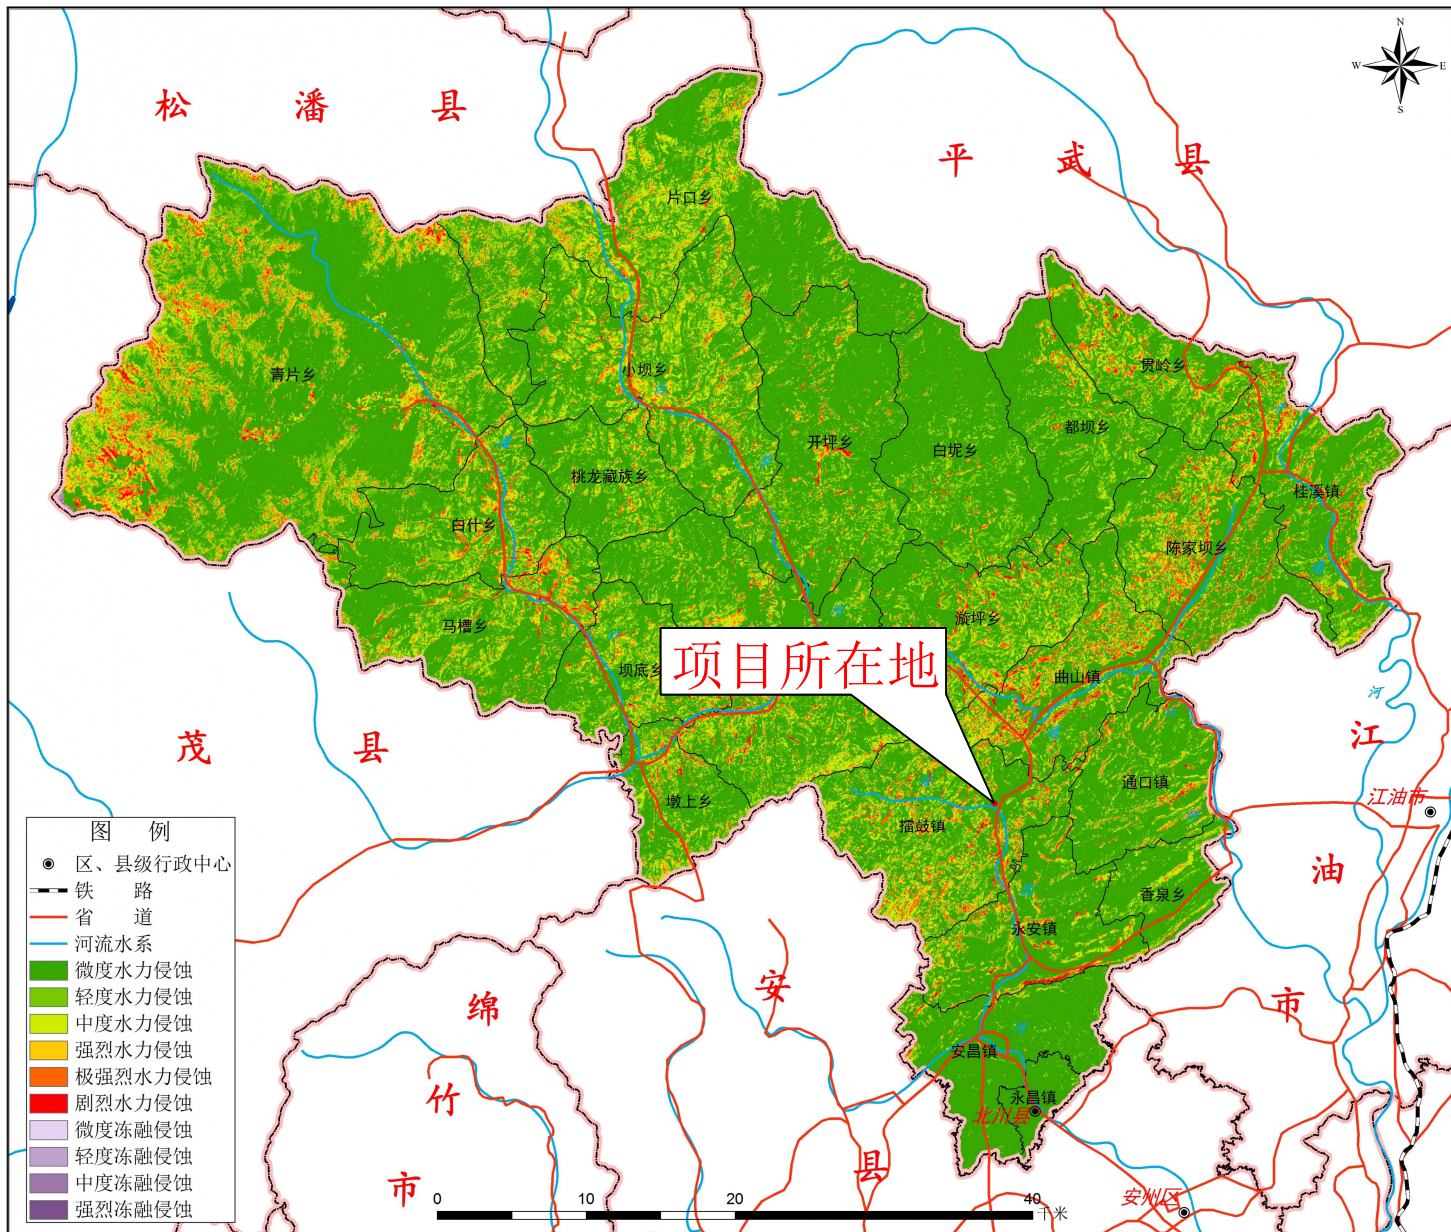 N
W
E
S
松潘县
平武县
片口乡
小坝乡
贯岭乡
青片乡
开坪乡
白坭乡
都坝乡
桃龙藏族乡
桂溪镇
白什乡
陈家坝乡
马槽乡
漩坪乡
河
坝底乡
项目所在地
曲山镇
河
茂县
江
通口镇
江油市
墩上乡
擂鼓镇
油
香泉乡
永安镇
安
市
绵
河
安昌镇
永昌镇
北川县
竹
县
市
安州区
图例
区、县级行政中心
铁路
省道
河流水系
微度水力侵蚀
轻度水力侵蚀
中度水力侵蚀
强烈水力侵蚀
极强烈水力侵蚀
剧烈水力侵蚀
微度冻融侵蚀
轻度冻融侵蚀
中度冻融侵蚀
强烈冻融侵蚀
0 10 20 40
千米